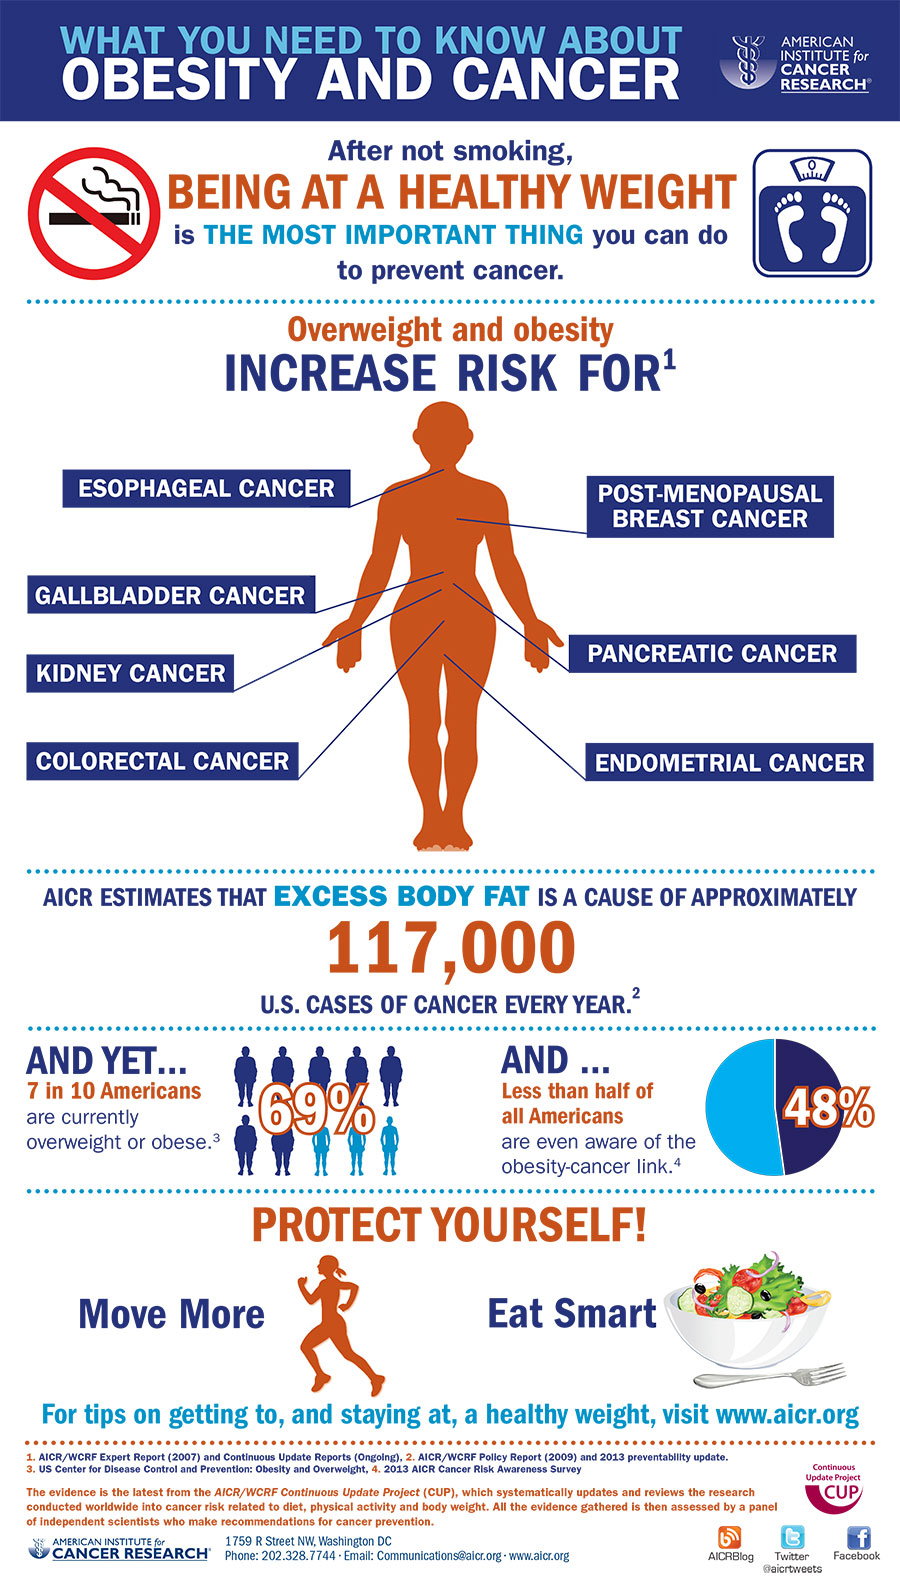 WHAT YOU NEED TO KNOW ABOUT
OBESITY AND CANCER
AMERICAN
INSTITUTE for
CANCER
RESEARCH®
After not smoking,
BEING AT A HEALTHY WEIGHT
is THE MOST IMPORTANT THING you can do
to prevent cancer.
0
Overweight and obesity
INCREASE RISK FOR1
ESOPHAGEAL CANCER
POST-MENOPAUSAL
BREAST CANCER
GALLBLADDER CANCER
PANCREATIC CANCER
KIDNEY CANCER
COLORECTAL CANCER
ENDOMETRIAL CANCER
AICR ESTIMATES THAT EXCESS BODY FAT IS A CAUSE OF APPROXIMATELY
117,000
U.S. CASES OF CANCER EVERY YEAR.2
AND YET...
7 in 10 Americans
are currently
overweight or obese.3
69%
AND ...
Less than half of
all Americans
are even aware of the
obesity-cancer link.4
48%
PROTECT YOURSELF!
Move More
Eat Smart
For tips on getting to, and staying at, a healthy weight, visit www.aicr.org
1. AICR/WCRF Expert Report (2007) and Continuous Update Reports (Ongoing), 2. AICR/WCRF Policy Report (2009) and 2013 preventability update.
3. US Center for Disease Control and Prevention: Obesity and Overweight, 4. 2013 AICR Cancer Risk Awareness Survey
The evidence is the latest from the AICR/WCRF Continuous Update Project (CUP), which systematically updates and reviews the research
conducted worldwide into cancer risk related to diet, physical activity and body weight. All the evidence gathered is then assessed by a panel
of independent scientists who make recommendations for cancer prevention.
Continuous
Update Project
CUP
AMERICAN INSTITUTE for
CANCER RESEARCH®
1759 R Street NW, Washington DC
Phone: 202.328.7744 · Email: Communications@aicr.org · www.aicr.org
AICRBlog
Twitter
@aicrtweets
Facebook